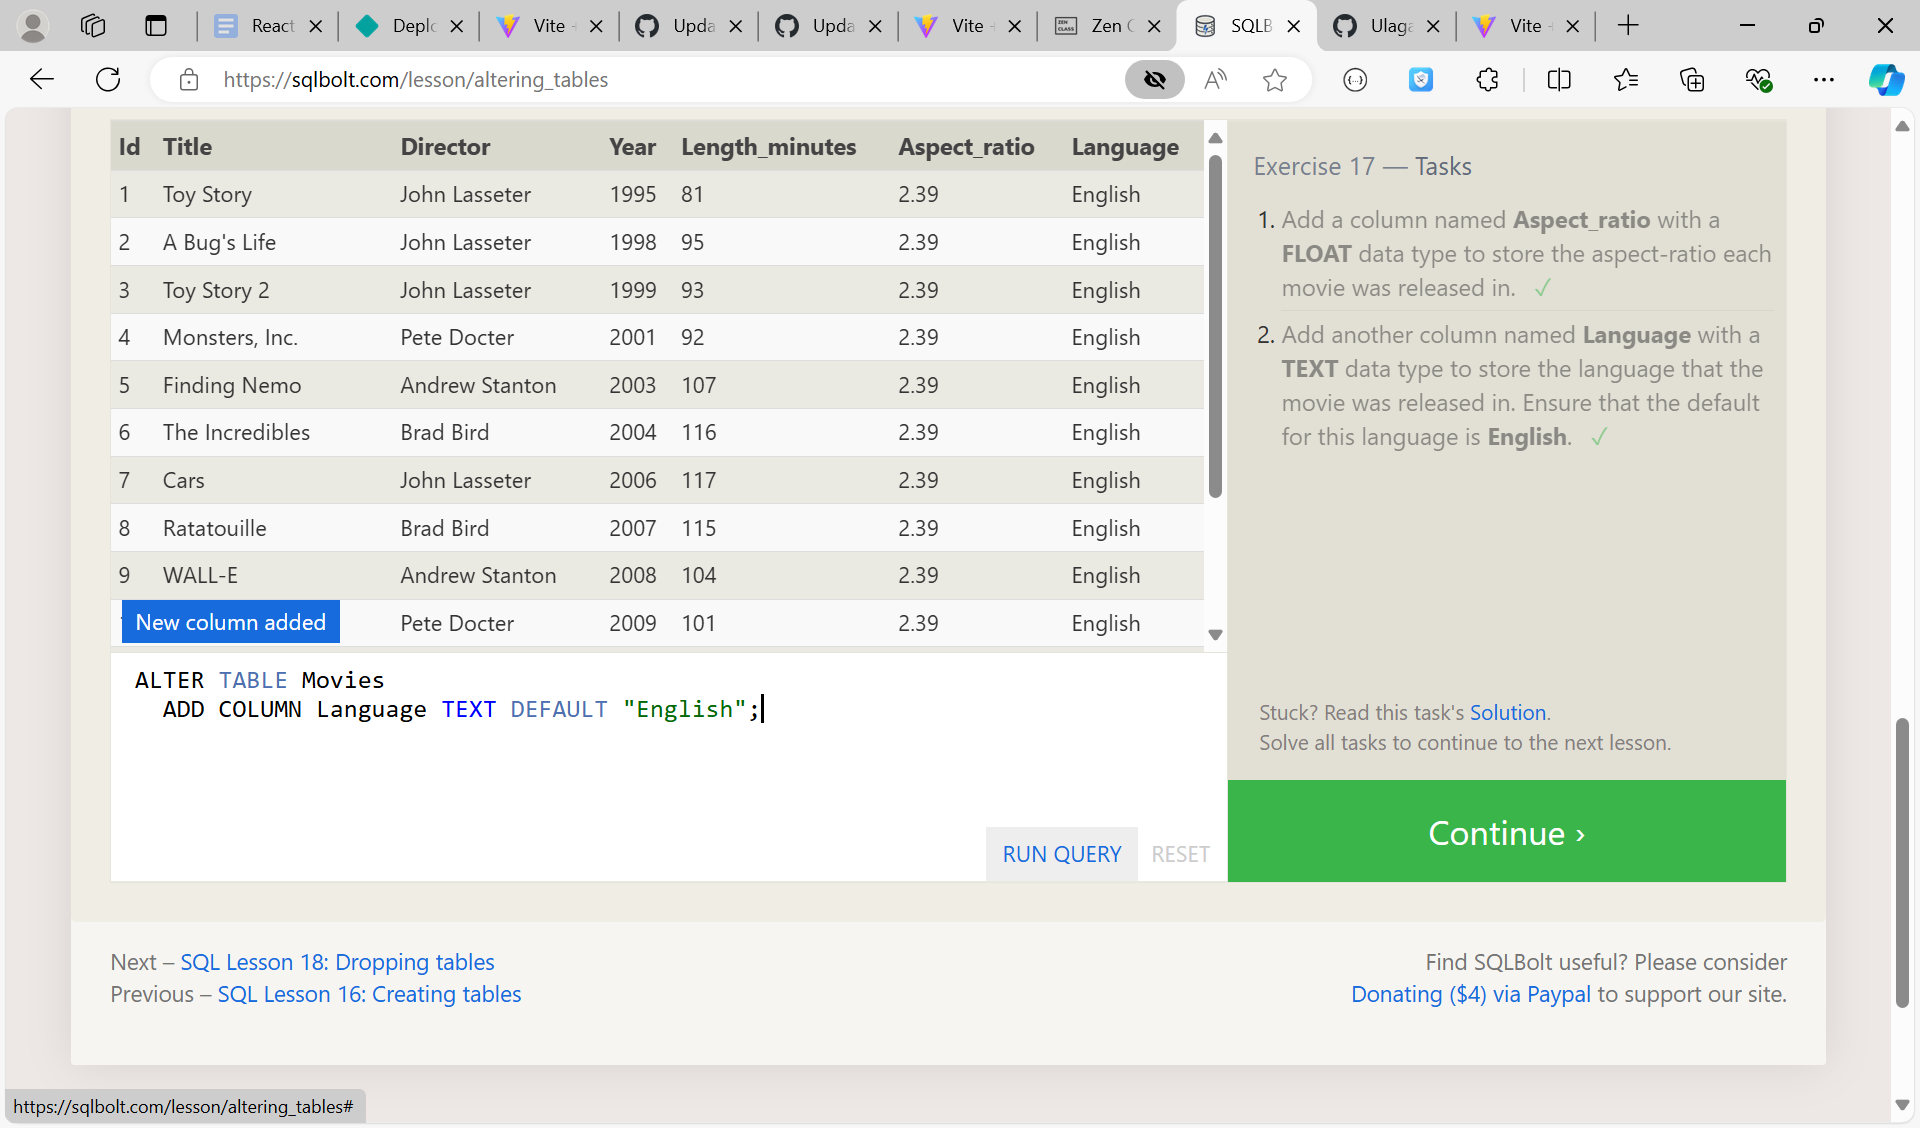 React
Deplc
Vite
Upda
Upda
Vite
Zen C
SQLB
Ulaga
Vite
https://sqlbolt.com/lesson/altering_tables
Id Title Director Year Length_minutes Aspect_ratio Language
1 Toy Story John Lasseter 1995 81 2.39 English
2 A Bug's Life John Lasseter 1998 95 2.39 English
3 Toy Story 2 John Lasseter 1999 93 2.39 English
4 Monsters, Inc. Pete Docter 2001 92 2.39 English
5 Finding Nemo Andrew Stanton 2003 107 2.39 English
6 The Incredibles Brad Bird 2004 116 2.39 English
7 Cars John Lasseter 2006 117 2.39 English
8 Ratatouille Brad Bird 2007 115 2.39 English
9 WALL-E Andrew Stanton 2008 104 2.39 English
New column added Pete Docter 2009 101 2.39 English
ALTER TABLE Movies
ADD COLUMN Language TEXT DEFAULT "English";
RUN QUERY RESET
Exercise 17 — Tasks
1. Add a column named Aspect_ratio with a
FLOAT data type to store the aspect-ratio each
movie was released in. ✓
2. Add another column named Language with a
TEXT data type to store the language that the
movie was released in. Ensure that the default
for this language is English. ✓
Stuck? Read this task's Solution.
Solve all tasks to continue to the next lesson.
Continue ›
Next – SQL Lesson 18: Dropping tables
Previous – SQL Lesson 16: Creating tables
Find SQLBolt useful? Please consider
Donating ($4) via Paypal to support our site.
https://sqlbolt.com/lesson/altering_tables#